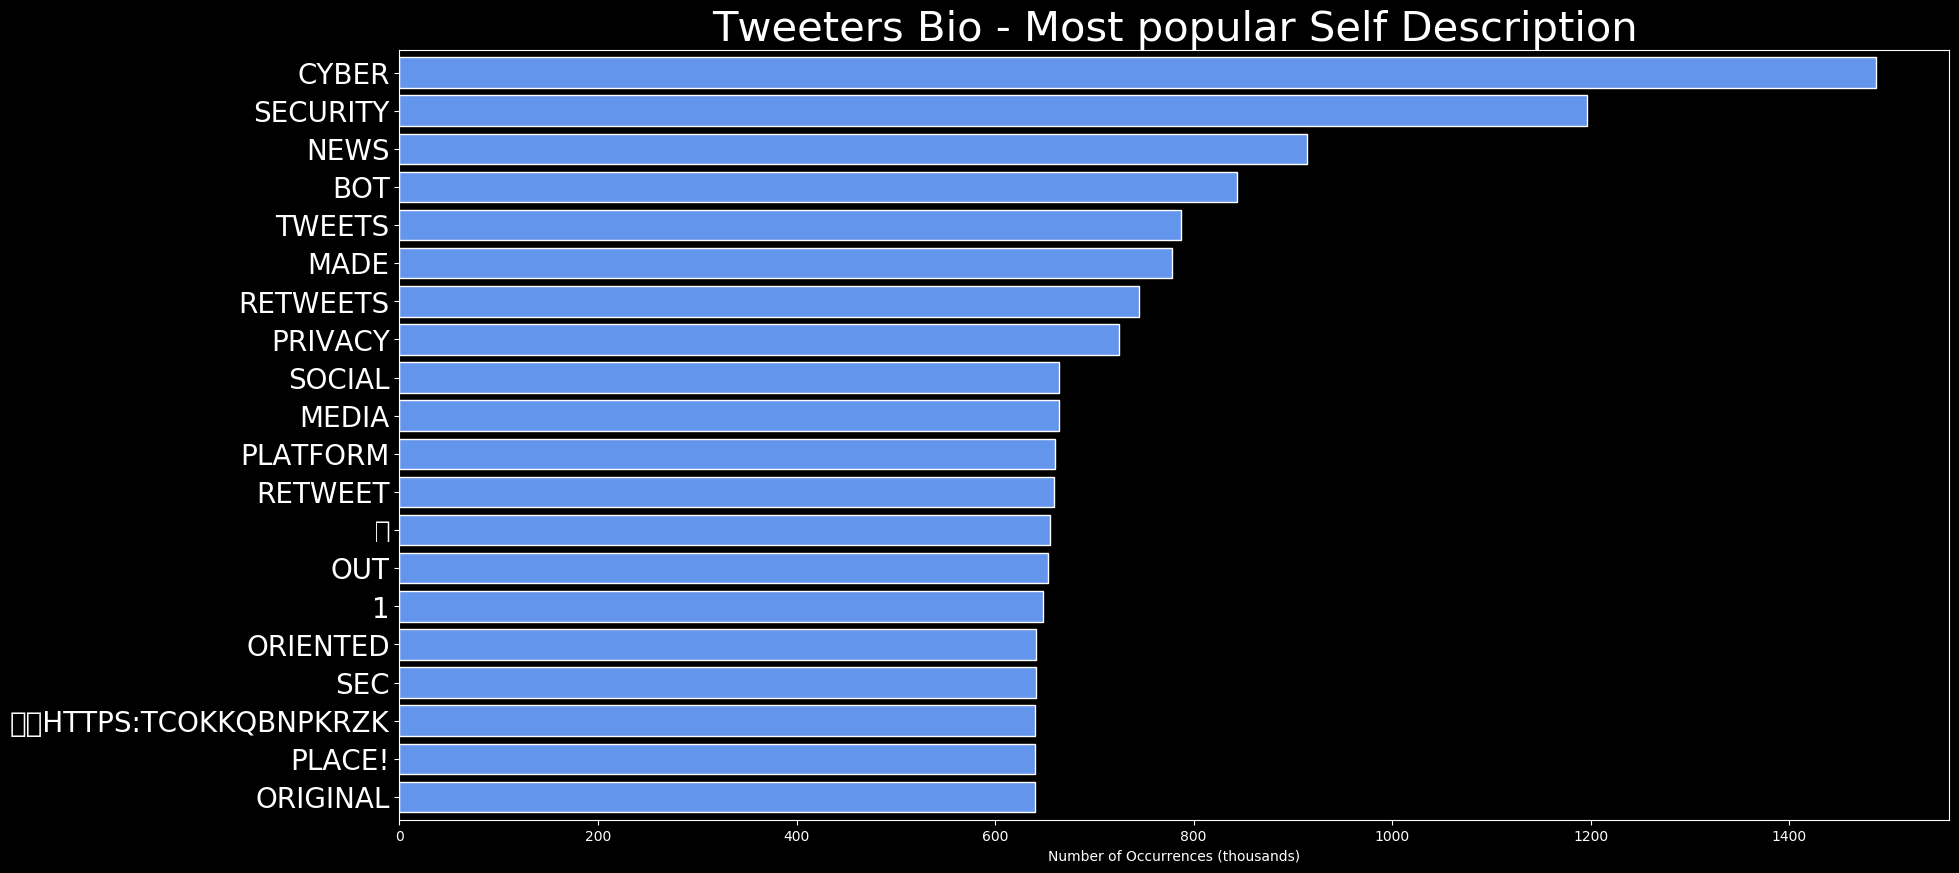 Tweeters Bio - Most popular Self Description
CYBER
SECURITY
NEWS
BOT
TWEETS
MADE
RETWEETS
PRIVACY
SOCIAL
MEDIA
PLATFORM
RETWEET
OUT
1
ORIENTED
SEC
HTTPS:TCOKKQBNPKRZK
PLACE!
ORIGINAL
0 200 400 600 800 1000 1200 1400
Number of Occurrences (thousands)